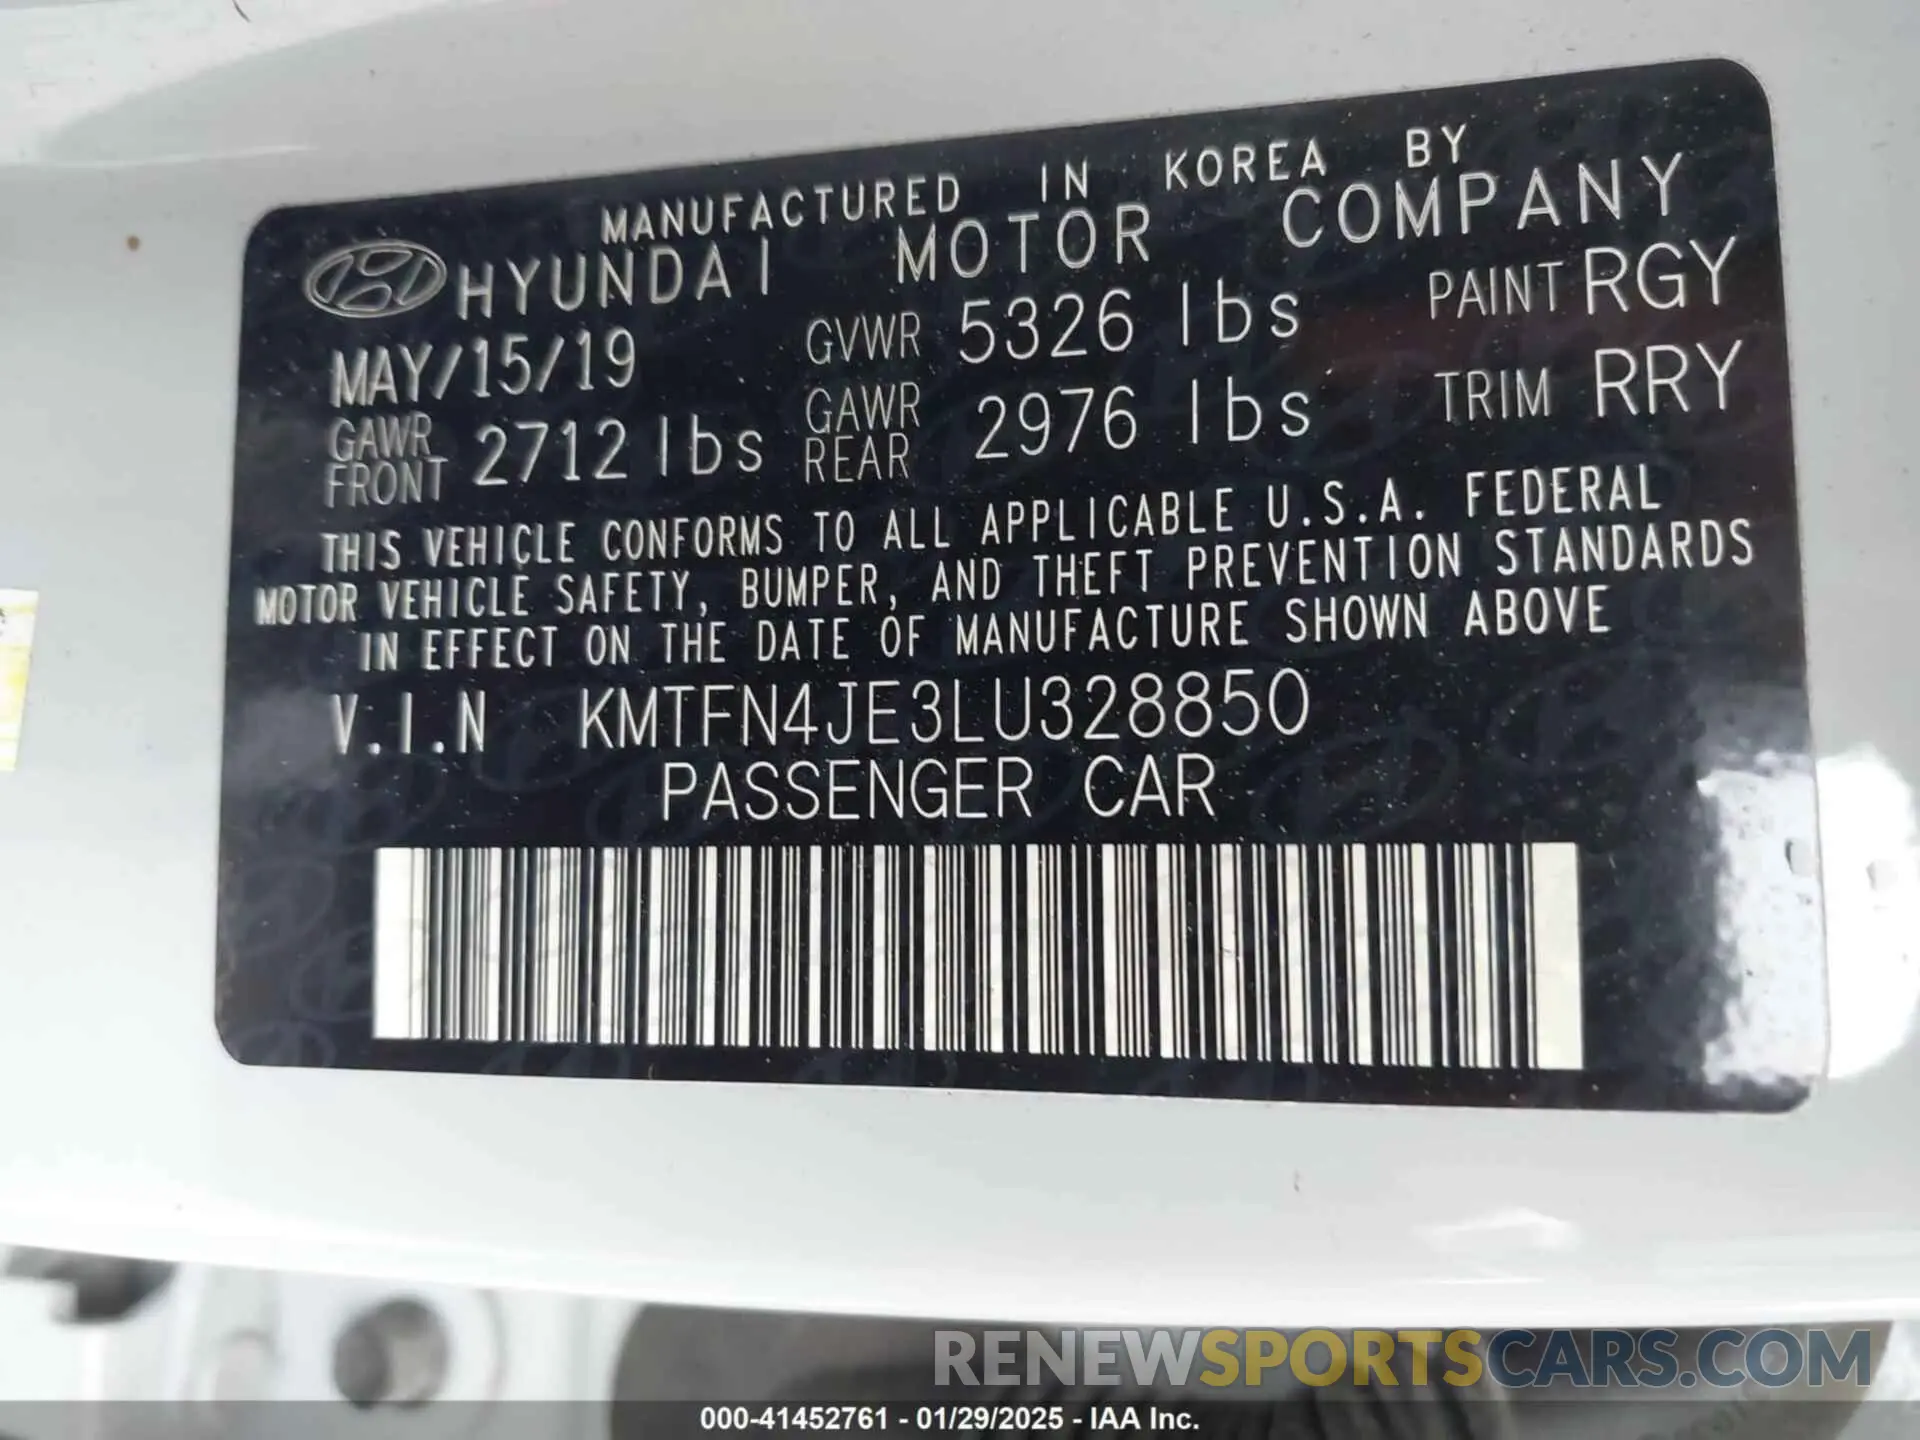 MANUFACTURED IN KOREA BY
HYUNDAI MOTOR COMPANY
MAY/15/19 GVWR 5326 lbs PAINT RGY
GAWR FRONT 2712 lbs GAWR REAR 2976 lbs TRIM RRY
THIS VEHICLE CONFORMS TO ALL APPLICABLE U.S.A. FEDERAL
MOTOR VEHICLE SAFETY, BUMPER, AND THEFT PREVENTION STANDARDS
IN EFFECT ON THE DATE OF MANUFACTURE SHOWN ABOVE
V.I.N KMTFN4JE3LU328850
PASSENGER CAR
RENEWSPORTSCARS.COM
000-41452761 - 01/29/2025 - IAA Inc.